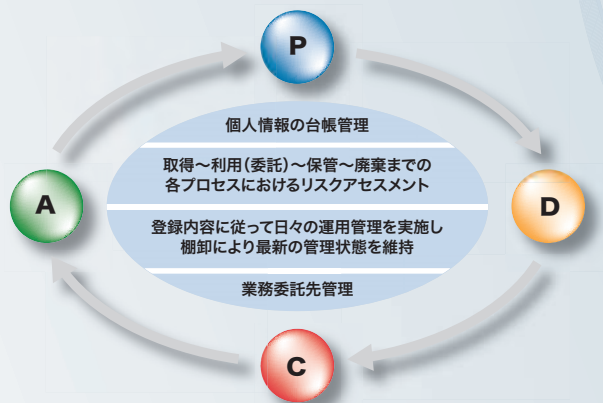 P
個人情報の台帳管理
取得～利用（委託）～保管～廃棄までの
各プロセスにおけるリスクアセスメント
A
D
登録内容に従って日々の運用管理を実施し
棚卸により最新の管理状態を維持
業務委託先管理
C